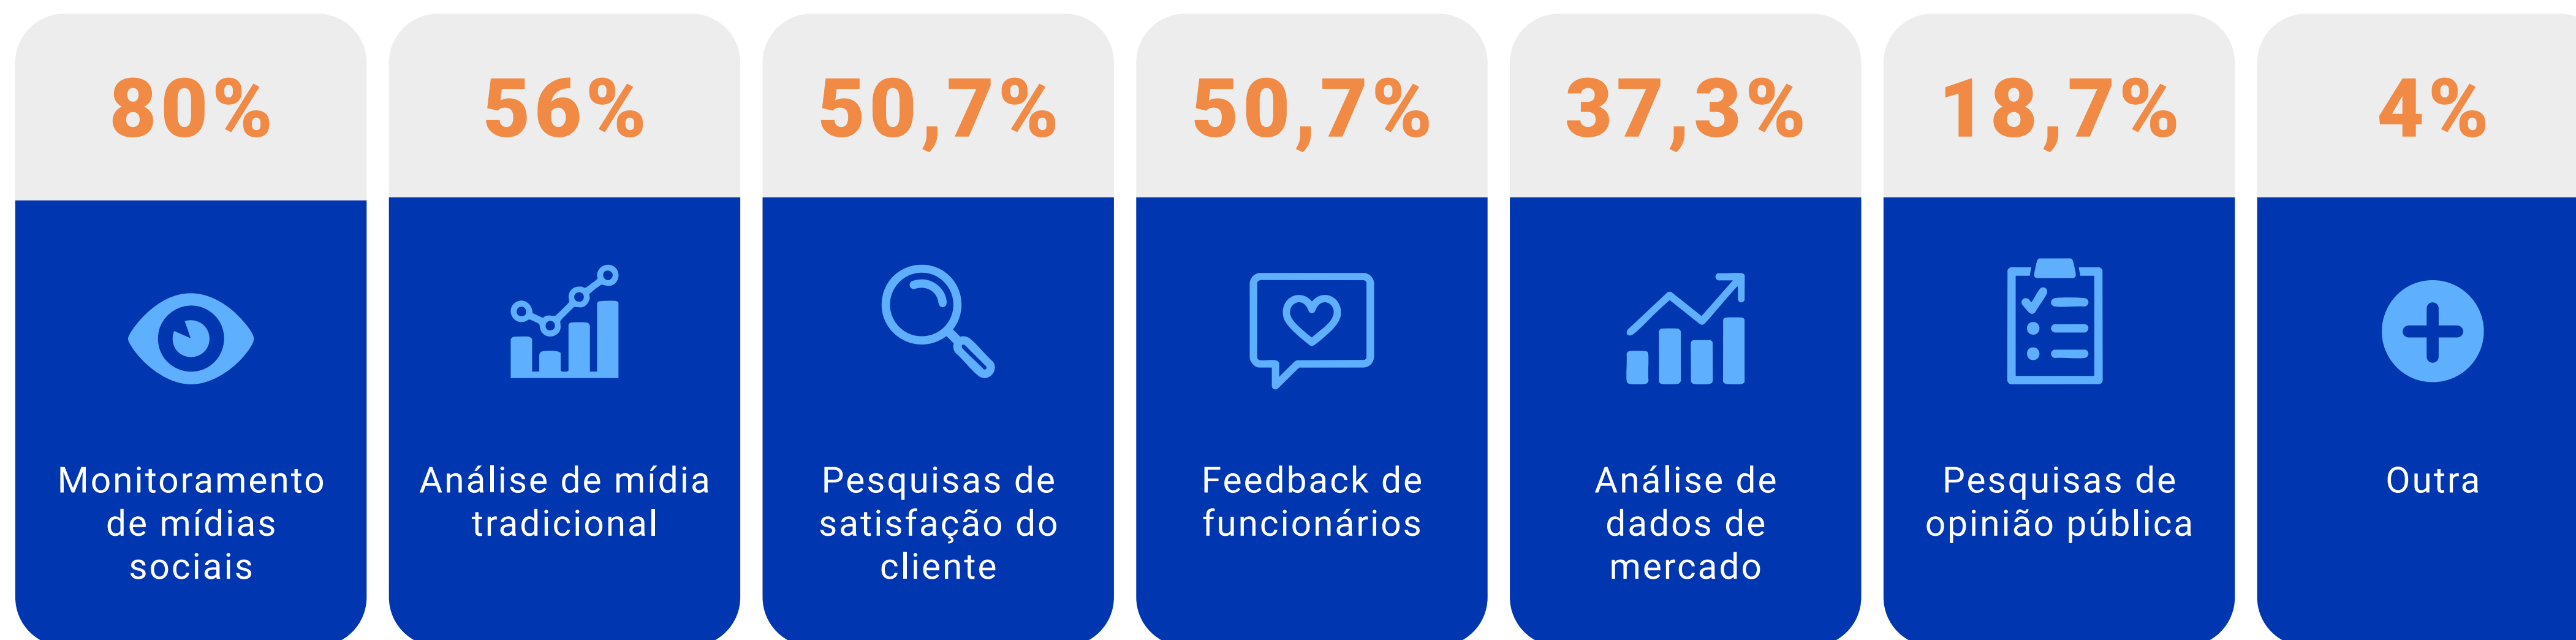 80%
56%
50,7%
50,7%
37,3%
18,7%
4%
Monitoramento
de mídias
sociais
Análise de mídia
tradicional
Pesquisas de
satisfação do
cliente
Feedback de
funcionários
Análise de
dados de
mercado
Pesquisas de
opinião pública
Outra